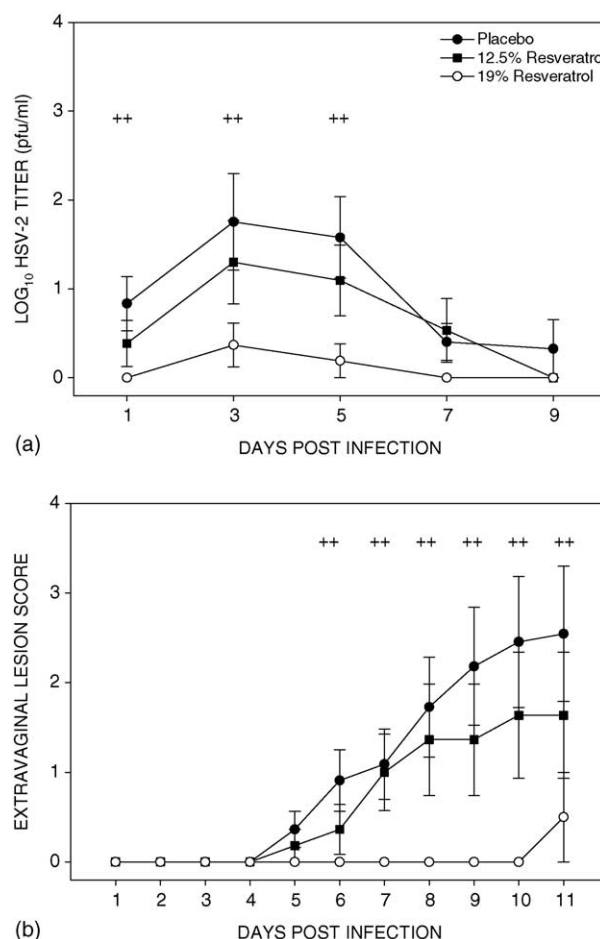 4
Placebo
12.5% Resveratrol
19% Resveratrol
3
++ ++ ++
2
1
0
LOG10 HSV-2 TITER (pfu/ml)
1 3 5 7 9
(a) DAYS POST INFECTION
4
++ ++ ++ ++ ++ ++
3
2
1
0
EXTRAVAGINAL LESION SCORE
1 2 3 4 5 6 7 8 9 10 11
(b) DAYS POST INFECTION